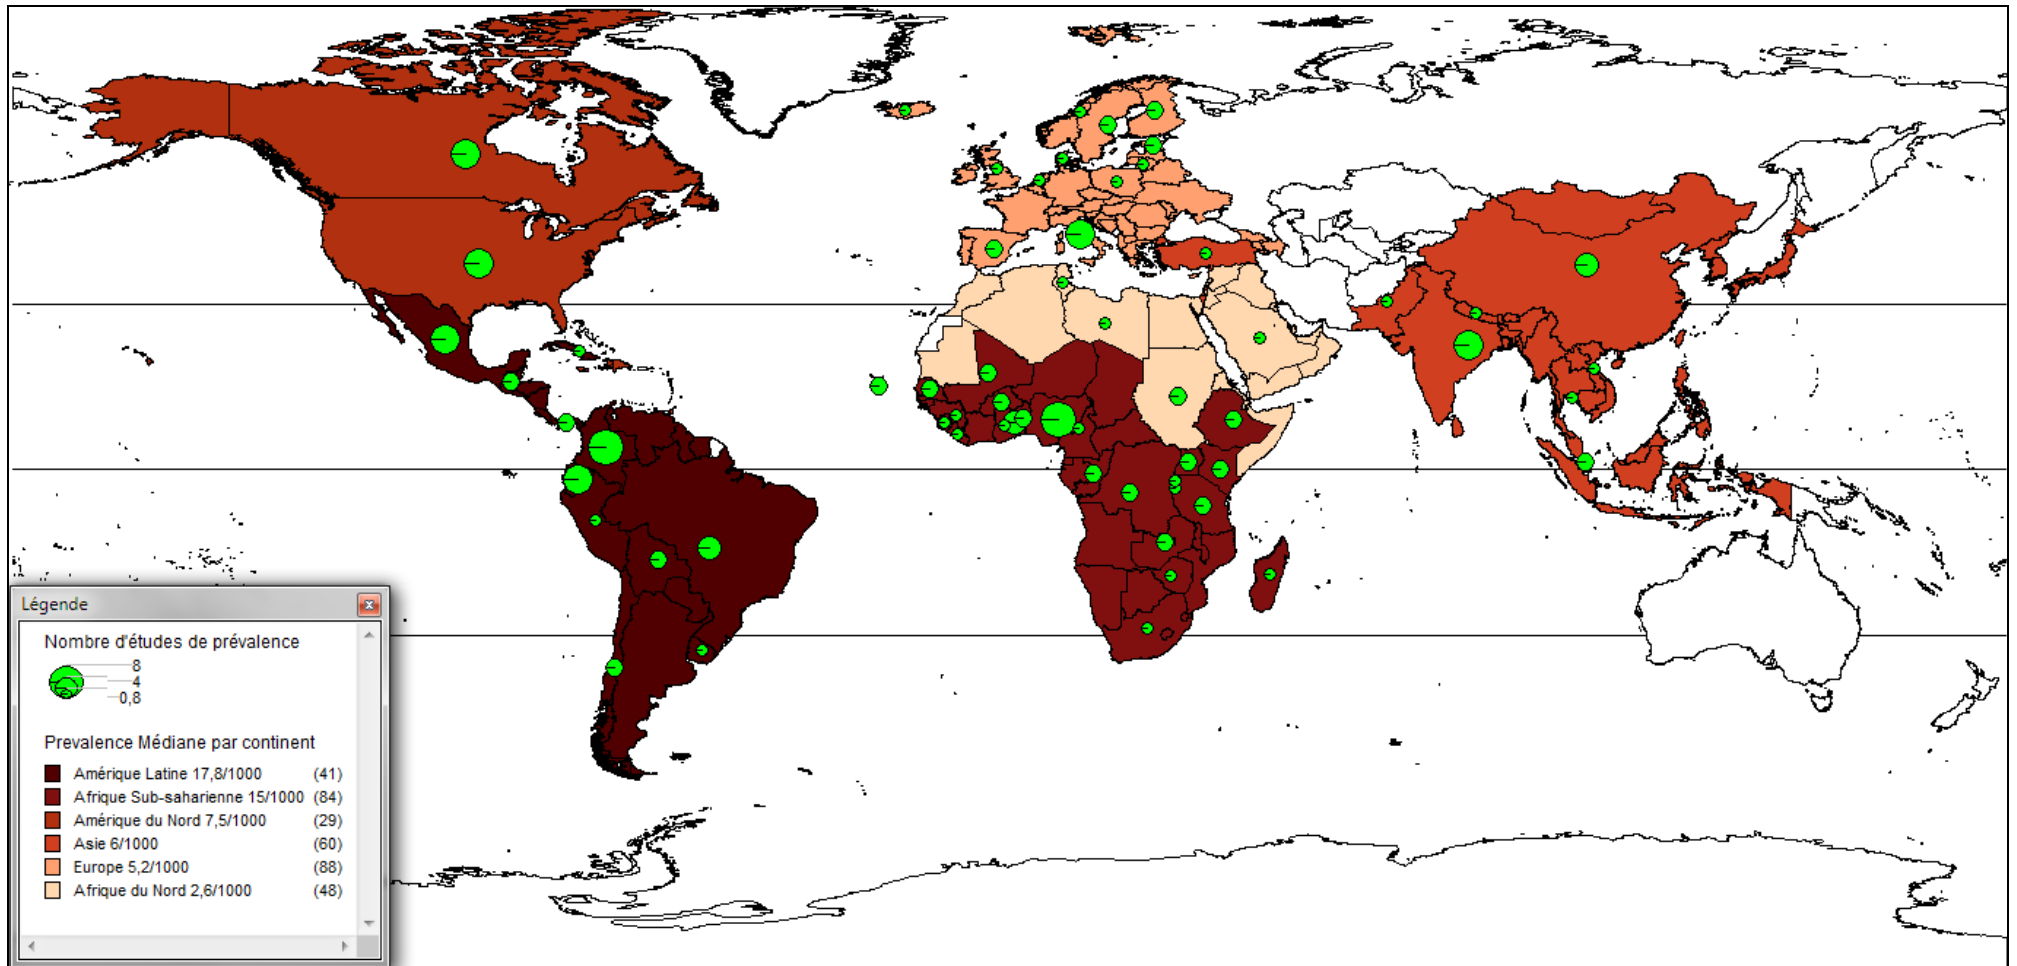 Légende
Nombre d'études de prévalence
8
4
0,8
Prevalence Médiane par continent
Amérique Latine 17,8/1000 (41)
Afrique Sub-saharienne 15/1000 (84)
Amérique du Nord 7,5/1000 (29)
Asie 6/1000 (60)
Europe 5,2/1000 (88)
Afrique du Nord 2,6/1000 (48)